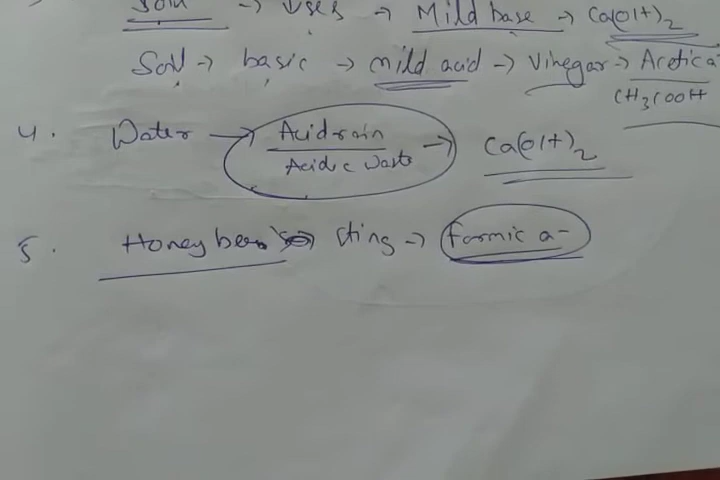 Soil → Uses → Mild base → Ca(OH)2
Soil → basic → mild acid → Vinegar → Acetic a
CH3COOH
4. Water → Acid rain → Ca(OH)2
Acidic Waste
5. Honey bee Sting → Formic a-